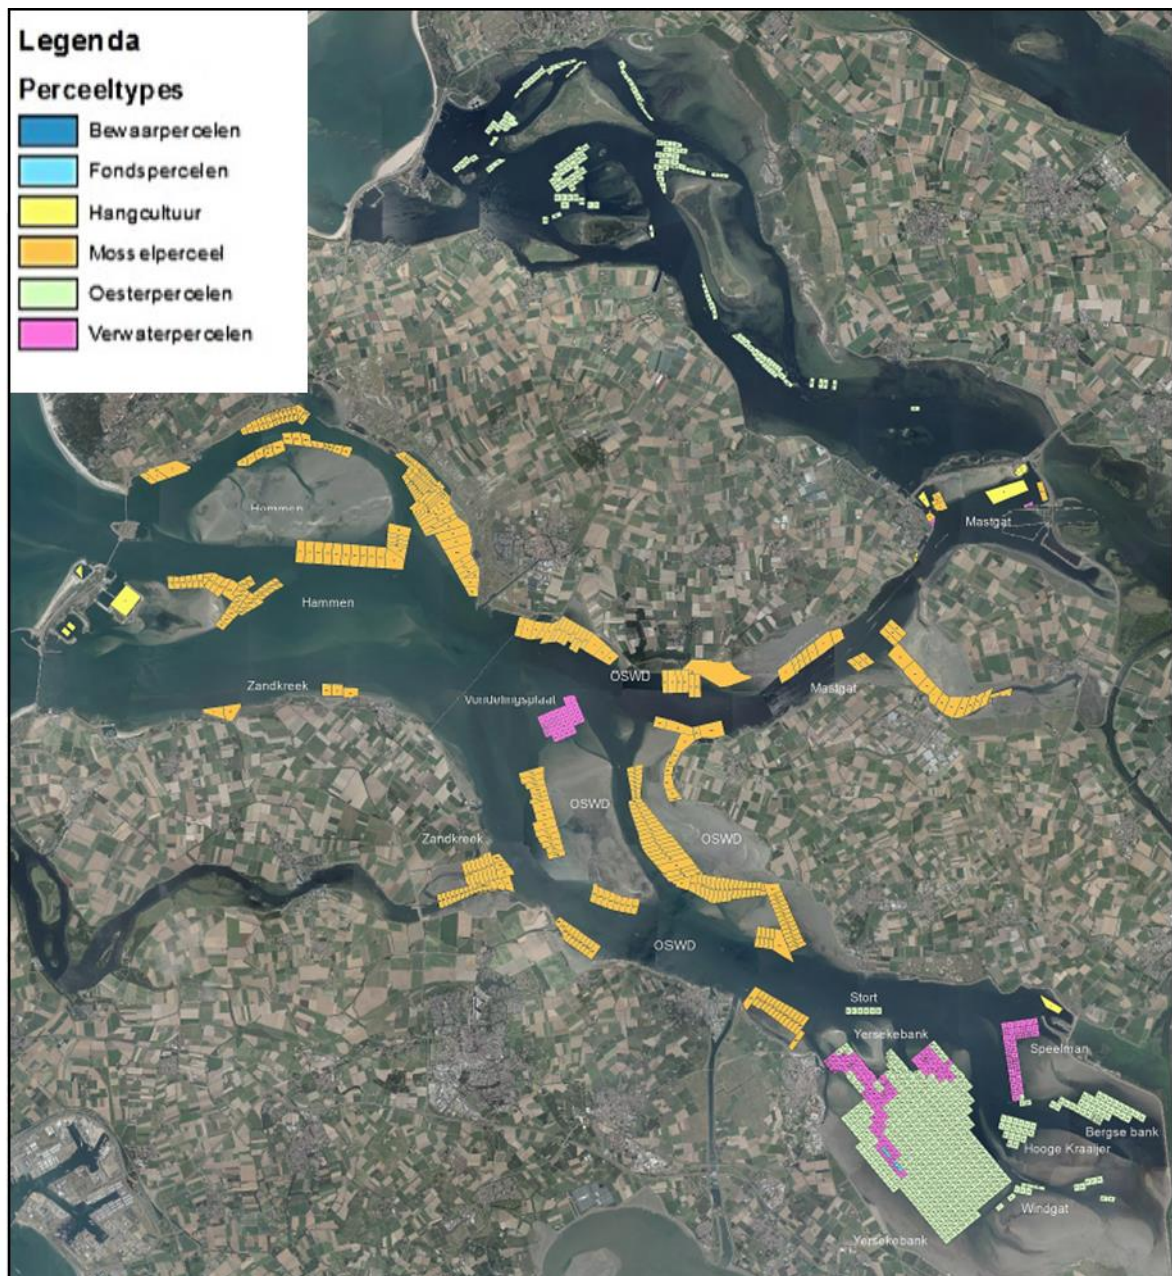 Legenda
Perceeltypes
Bewaarpercelen
Fondspercelen
Hangcultuur
Mosselperceel
Oesterpercelen
Verwaterpercelen
Hammen
Mastgat
Hammen
OSWD
Zandkreek
Mastgat
Vondelingsplaat
OSWD
Zandkreek
OSWD
OSWD
Stort
Yersekebank
Speelman
Bergse bank
Hooge Kraaijer
Windgat
Yersekebank